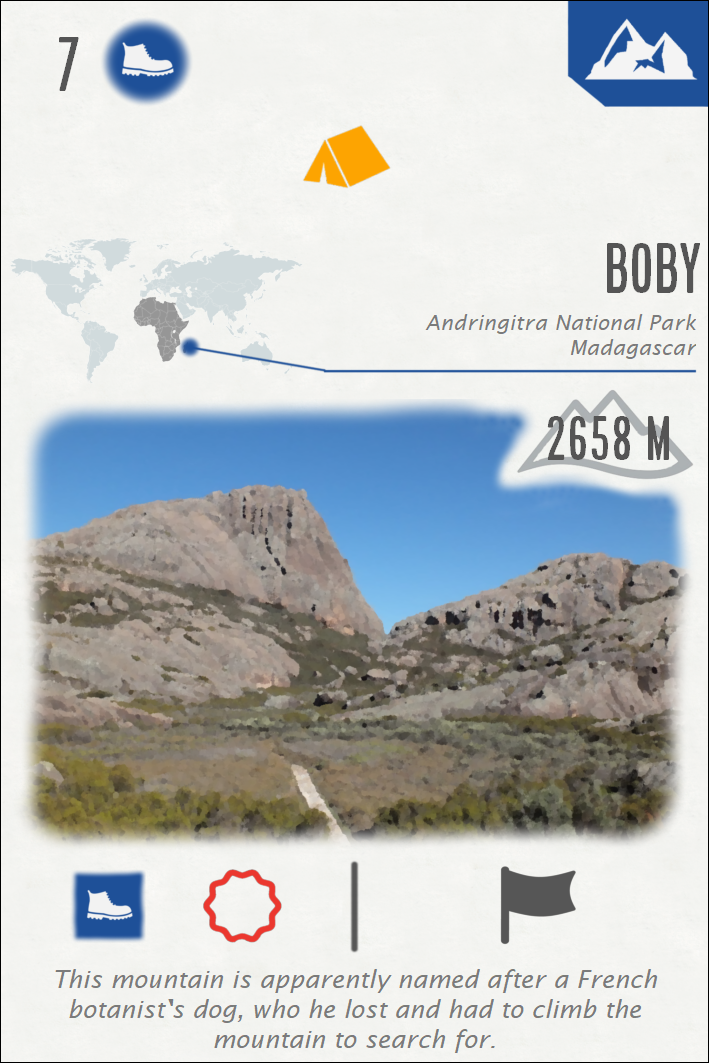 7
BOBY
Andringitra National Park
Madagascar
2658 M
This mountain is apparently named after a French
botanist's dog, who he lost and had to climb the
mountain to search for.